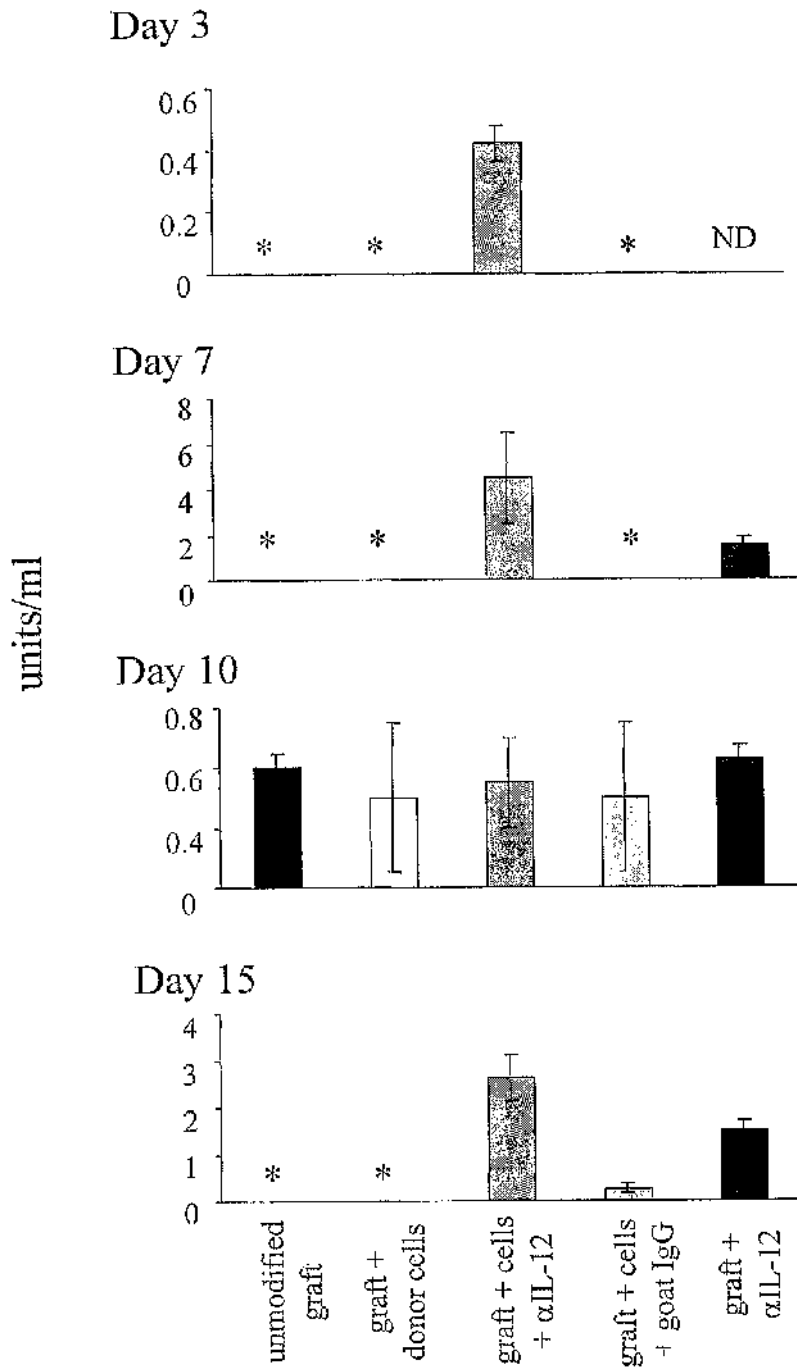 Day 3
0.6
0.4
0.2
0
*
*
*
ND
Day 7
8
6
4
2
0
*
*
*
units/ml
Day 10
0.8
0.6
0.4
0
Day 15
4
3
2
1
0
*
*
unmodified
graft
graft +
donor cells
graft + cells
+ αIL-12
graft + cells
+ goat IgG
graft +
αIL-12